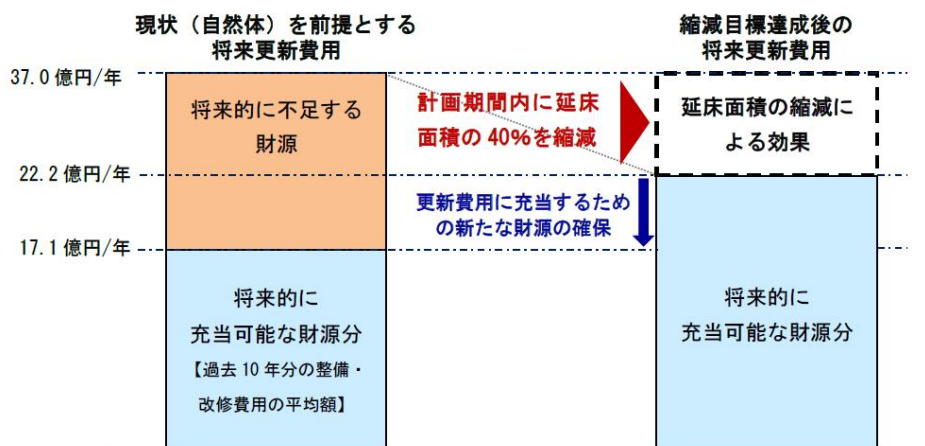 現状（自然体）を前提とする
将来更新費用
縮減目標達成後の
将来更新費用
37.0 億円/年
将来的に不足する
財源
計画期間内に延床
面積の 40%を縮減
延床面積の縮減に
よる効果
22.2 億円/年
更新費用に充当するため
の新たな財源の確保
17.1 億円/年
将来的に
充当可能な財源分
【過去 10 年分の整備・
改修費用の平均額】
将来的に
充当可能な財源分